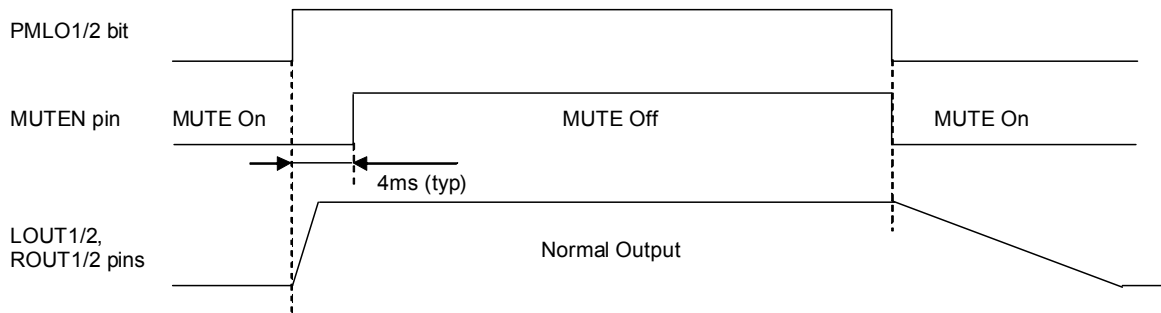 PMLO1/2 bit
MUTEN pin
MUTE On
MUTE Off
MUTE On
4ms (typ)
LOUT1/2,
ROUT1/2 pins
Normal Output